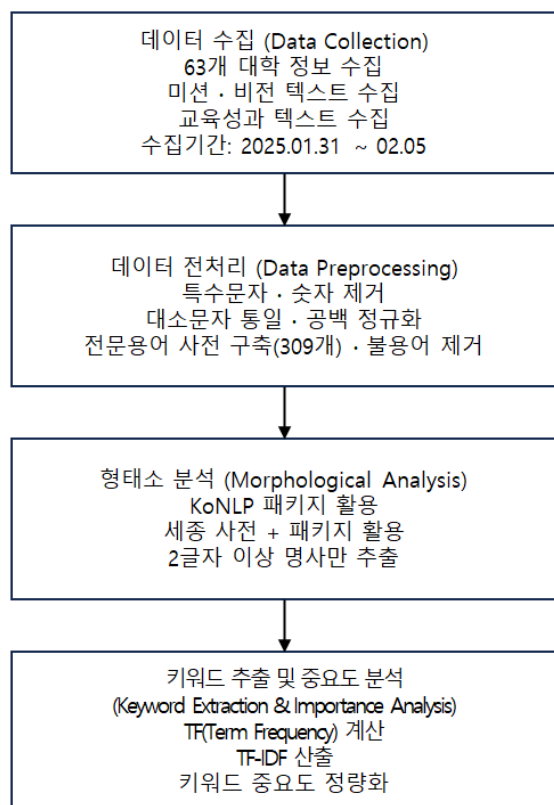 데이터 수집 (Data Collection)
63개 대학 정보 수집
미션 · 비전 텍스트 수집
교육성과 텍스트 수집
수집기간: 2025.01.31 ~ 02.05
데이터 전처리 (Data Preprocessing)
특수문자 · 숫자 제거
대소문자 통일 · 공백 정규화
전문용어 사전 구축(309개) · 불용어 제거
형태소 분석 (Morphological Analysis)
KoNLP 패키지 활용
세종 사전 + 패키지 활용
2글자 이상 명사만 추출
키워드 추출 및 중요도 분석
(Keyword Extraction & Importance Analysis)
TF(Term Frequency) 계산
TF-IDF 산출
키워드 중요도 정량화